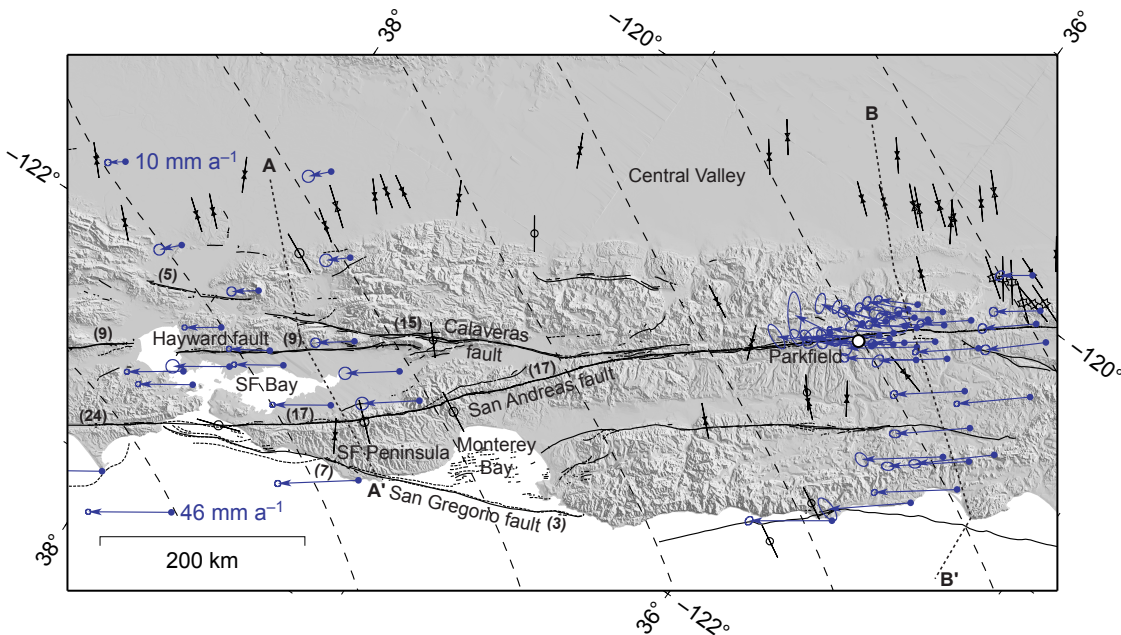 38°
−120°
36°
B
10 mm a⁻¹
A
Central Valley
−122°
(5)
(9)
Hayward fault
(9)
(15)
Calaveras
fault
Parkfield
−120°
SF Bay
(17)
San Andreas fault
(24)
(17)
SF Peninsula
Monterey
Bay
(7)
A'
San Gregorio fault
(3)
46 mm a⁻¹
38°
200 km
B'
36°
−122°